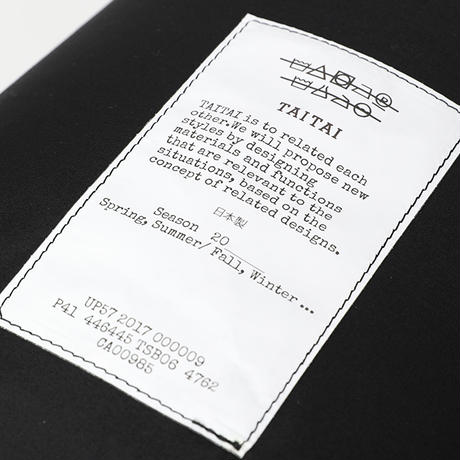 TAITAI
TAITAI is to related each
other.We will propose new
styles by designing
materials and functions
that are relevant to the
situations, based on the
concept of related designs.
日本製
Season 20
Spring, Summer/Fall, Winter...
UP57 2017 000009
P41 446445 TSB06 4762
CA00985